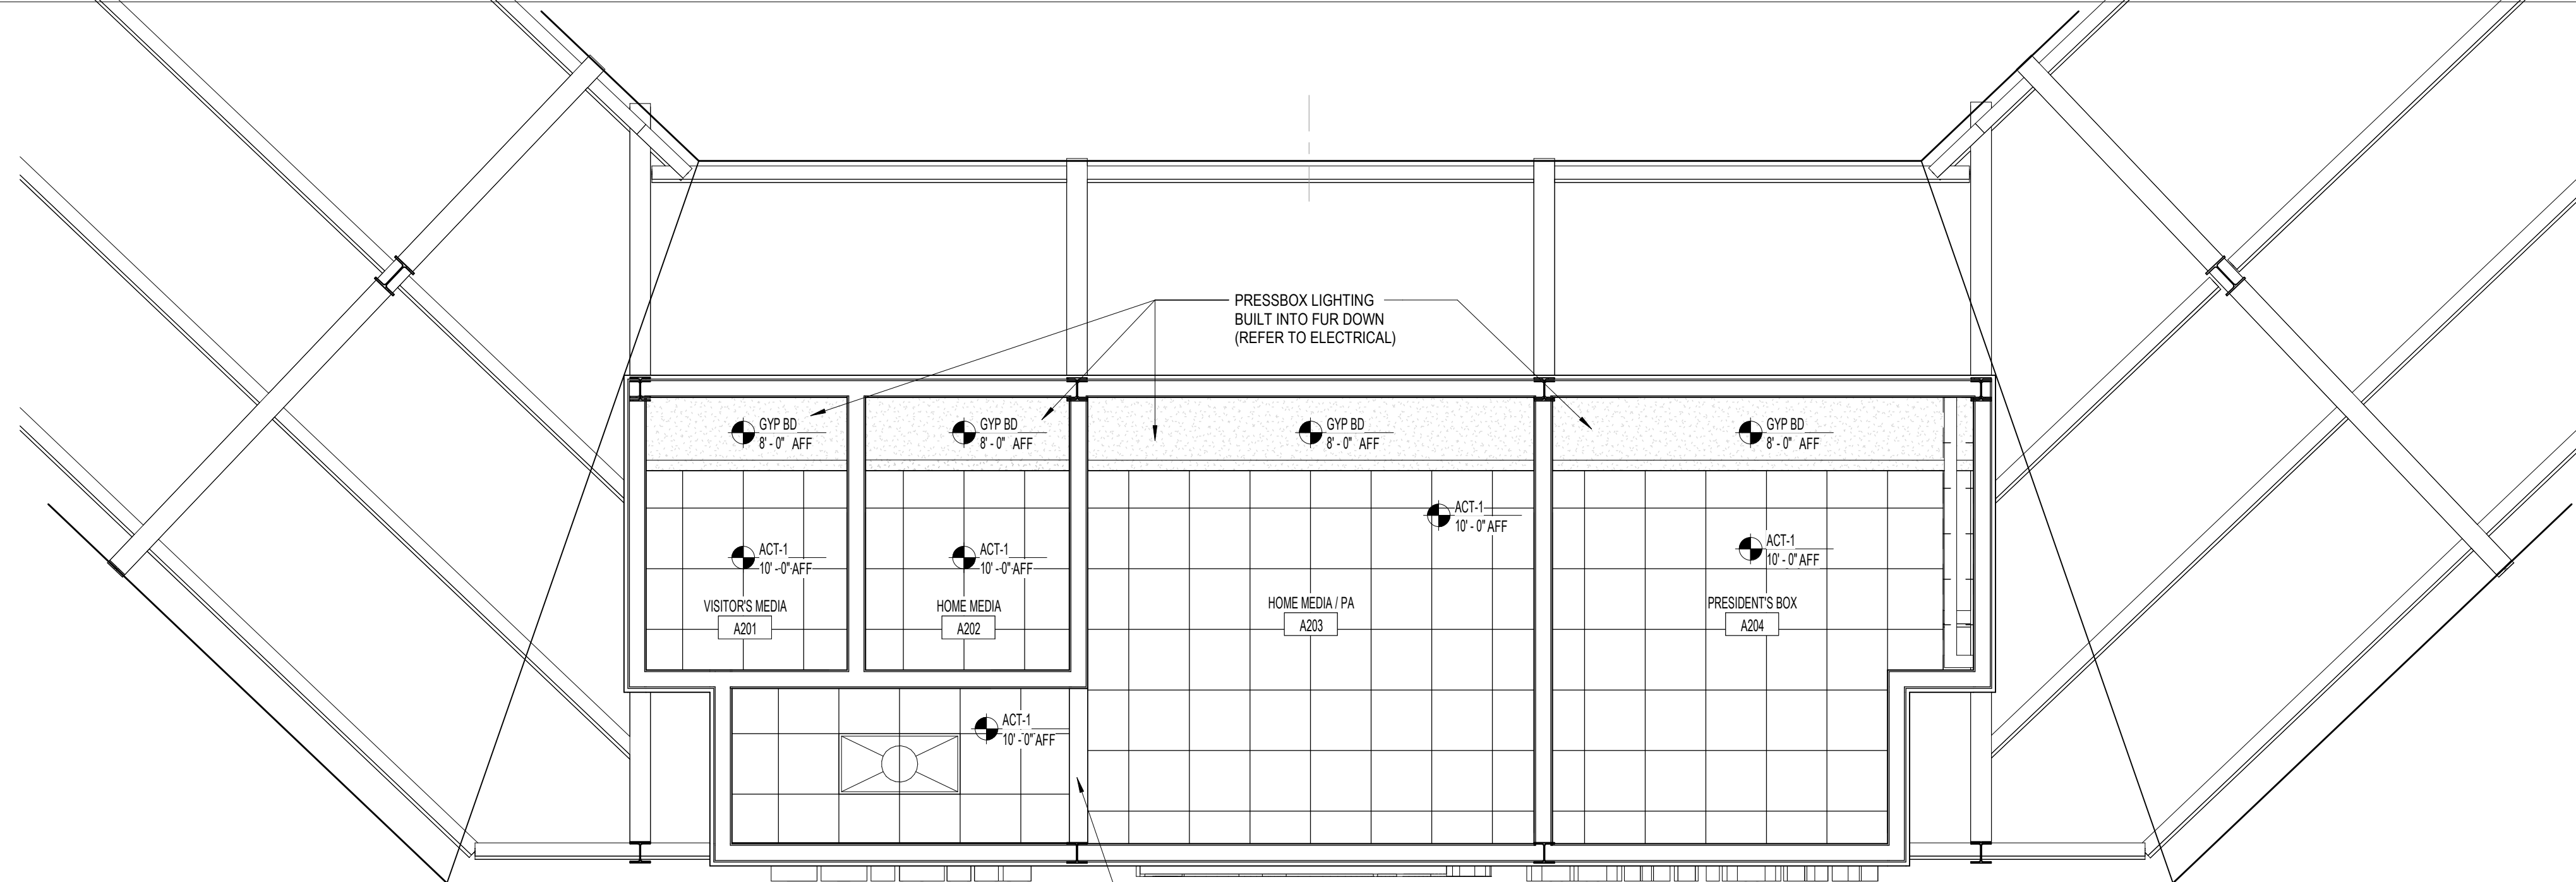 PRESSBOX LIGHTING
BUILT INTO FUR DOWN
(REFER TO ELECTRICAL)
GYP BD
8' - 0" AFF
GYP BD
8' - 0" AFF
GYP BD
8' - 0" AFF
GYP BD
8' - 0" AFF
ACT-1
10' - 0" AFF
ACT-1
10' - 0" AFF
ACT-1
10' - 0" AFF
ACT-1
10' - 0" AFF
VISITOR'S MEDIA
A201
HOME MEDIA
A202
HOME MEDIA / PA
A203
PRESIDENT'S BOX
A204
ACT-1
10' - 0" AFF